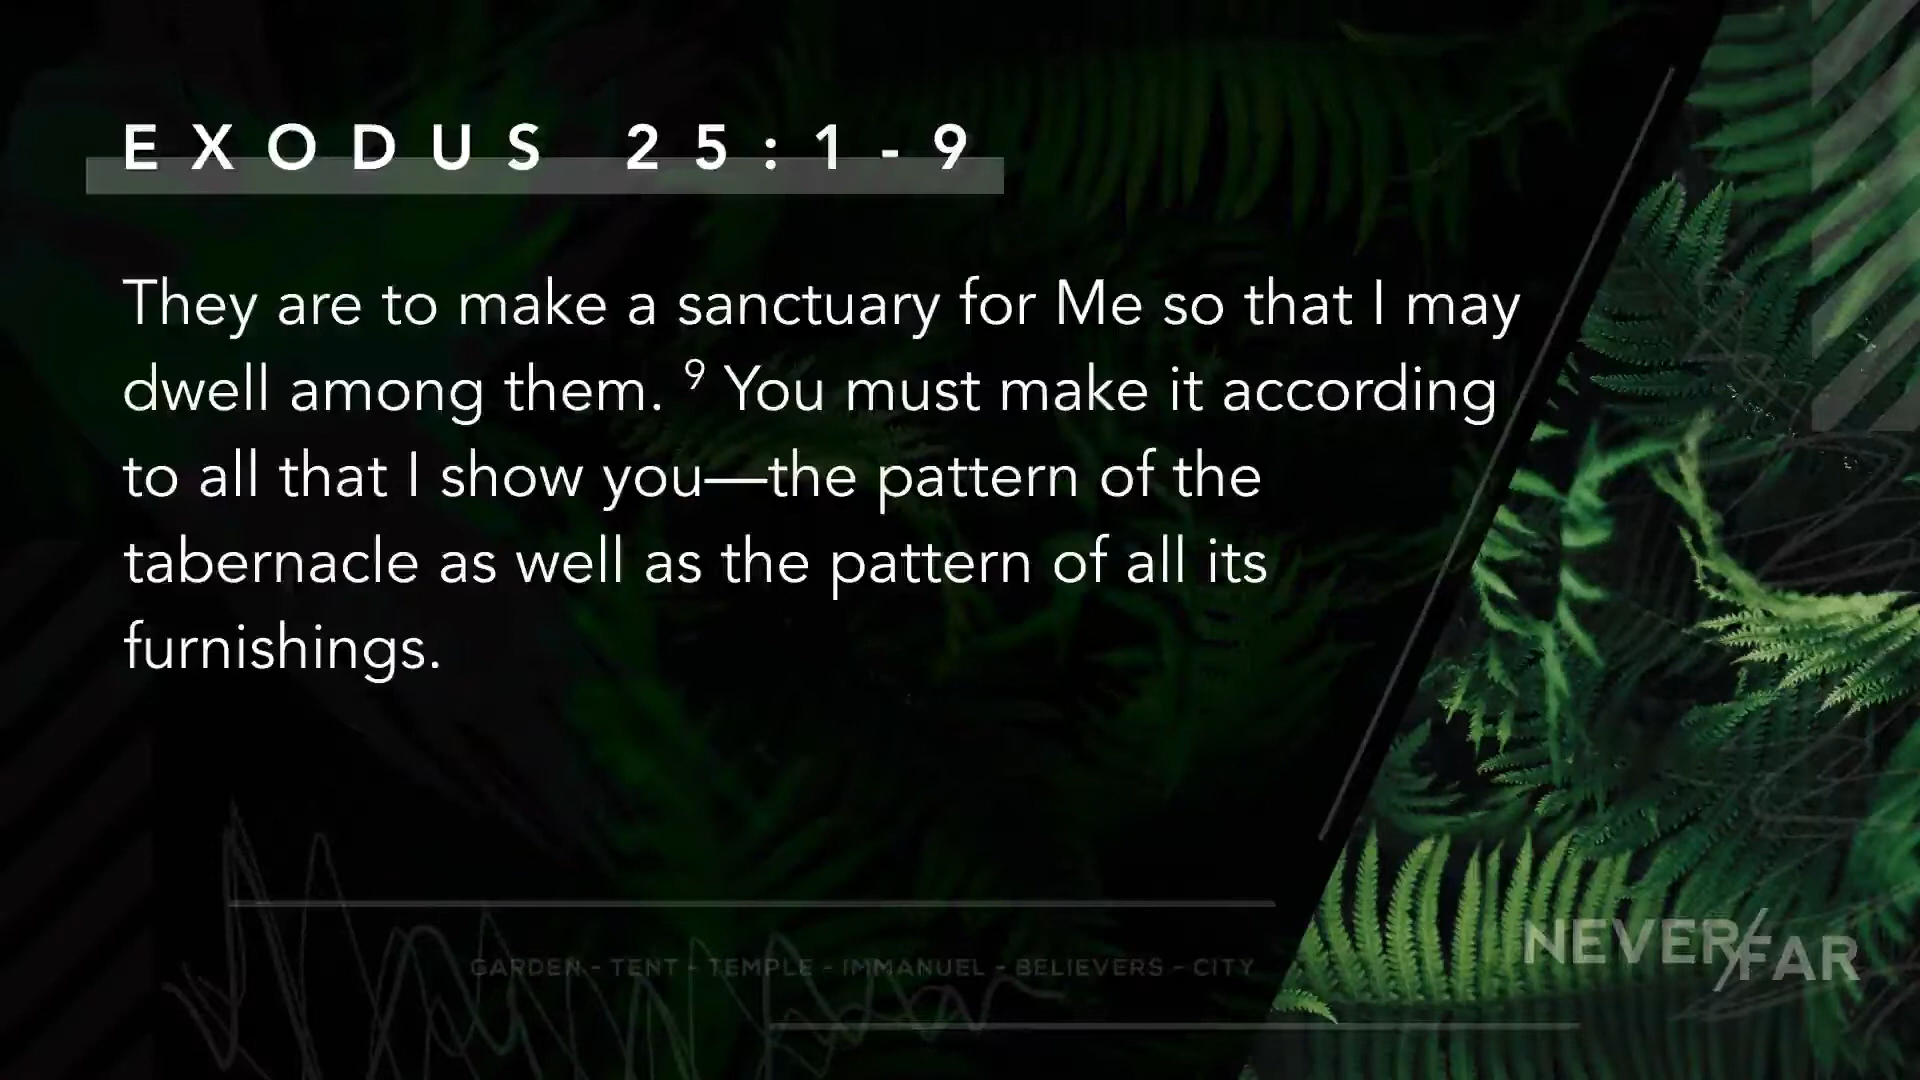 EXODUS 25:1-9
They are to make a sanctuary for Me so that I may
dwell among them. ⁹ You must make it according
to all that I show you—the pattern of the
tabernacle as well as the pattern of all its
furnishings.
GARDEN - TENT - TEMPLE - IMMANUEL - BELIEVERS - CITY
NEVER/FAR